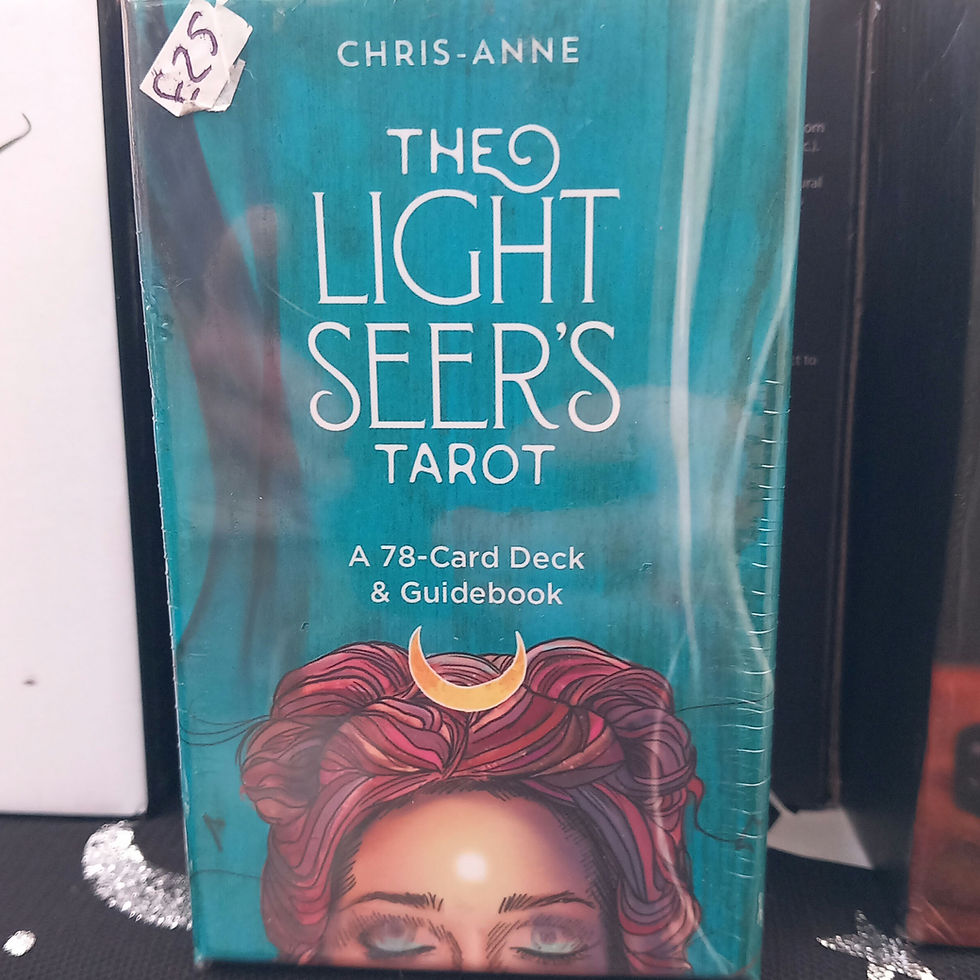 £25
CHRIS-ANNE
THE
LIGHT
SEER'S
TAROT
A 78-Card Deck
& Guidebook